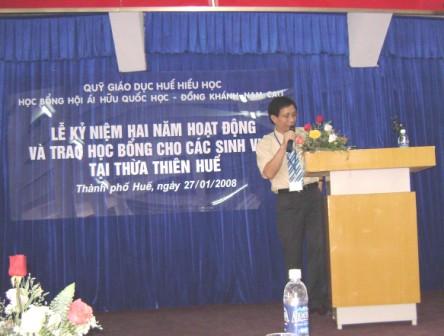 QUỸ GIÁO DỤC HUẾ HIẾU HỌC
HỌC BỔNG HỘI ÁI HỮU QUỐC HỌC - ĐỒNG KHÁNH NAM CALI
LỄ KỶ NIỆM HAI NĂM HOẠT ĐỘNG
VÀ TRAO HỌC BỔNG CHO CÁC SINH V
TẠI THỪA THIÊN HUẾ
Thành phố Huế, ngày 27/01/2008